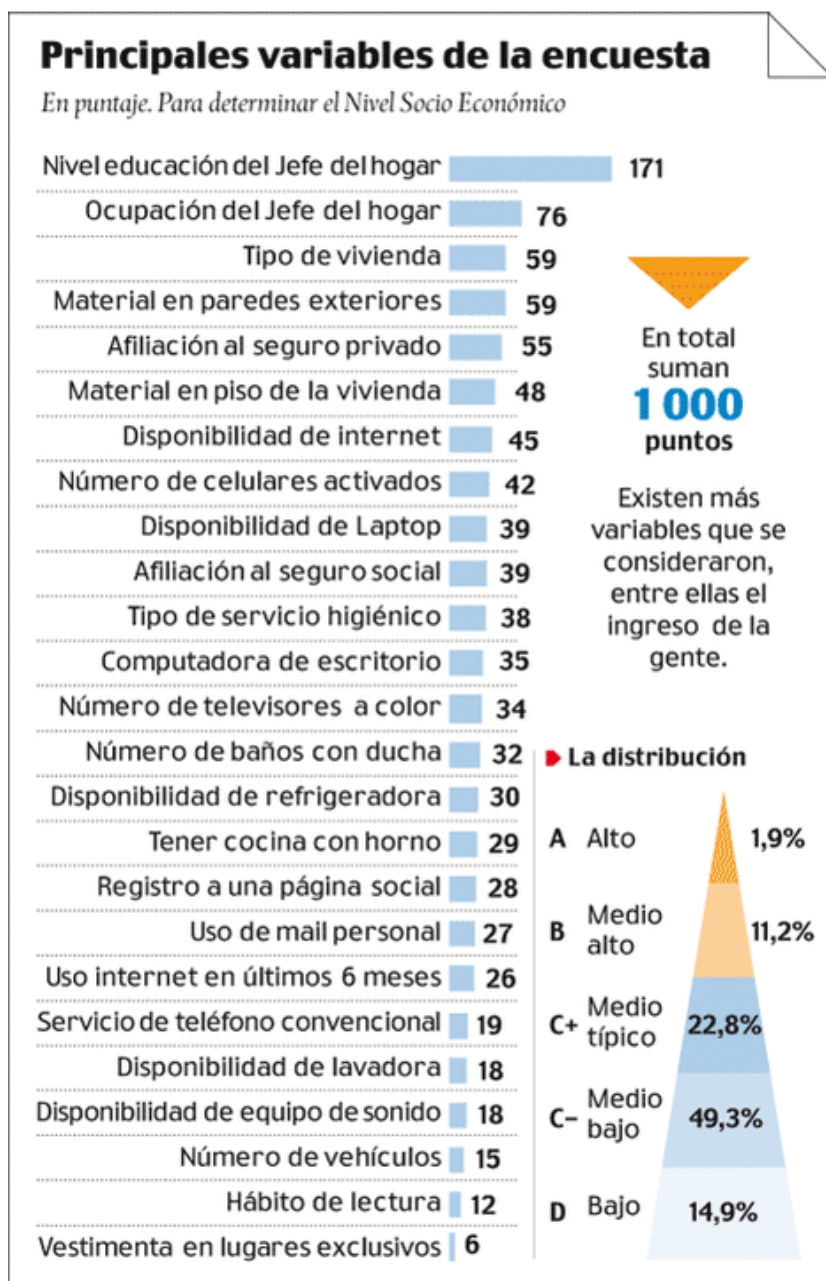 Principales variables de la encuesta
En puntaje. Para determinar el Nivel Socio Económico
Nivel educación del Jefe del hogar 171
Ocupación del Jefe del hogar 76
Tipo de vivienda 59
Material en paredes exteriores 59
Afiliación al seguro privado 55
Material en piso de la vivienda 48
Disponibilidad de internet 45
Número de celulares activados 42
Disponibilidad de Laptop 39
Afiliación al seguro social 39
Tipo de servicio higiénico 38
Computadora de escritorio 35
Número de televisores a color 34
Número de baños con ducha 32
Disponibilidad de refrigeradora 30
Tener cocina con horno 29
Registro a una página social 28
Uso de mail personal 27
Uso internet en últimos 6 meses 26
Servicio de teléfono convencional 19
Disponibilidad de lavadora 18
Disponibilidad de equipo de sonido 18
Número de vehículos 15
Hábito de lectura 12
Vestimenta en lugares exclusivos 6
En total
suman
1 000
puntos
Existen más
variables que se
consideraron,
entre ellas el
ingreso de la
gente.
La distribución
A Alto 1,9%
B Medio
alto 11,2%
C+ Medio
típico 22,8%
C− Medio
bajo 49,3%
D Bajo 14,9%